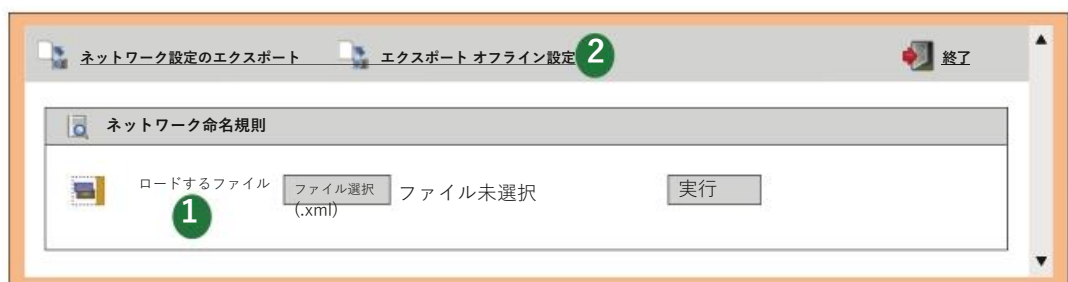 ネットワーク設定のエクスポート エクスポート オフライン設定 2 終了
ネットワーク命名規則
ロードするファイル ファイル選択 ファイル未選択 実行
1 (.xml)